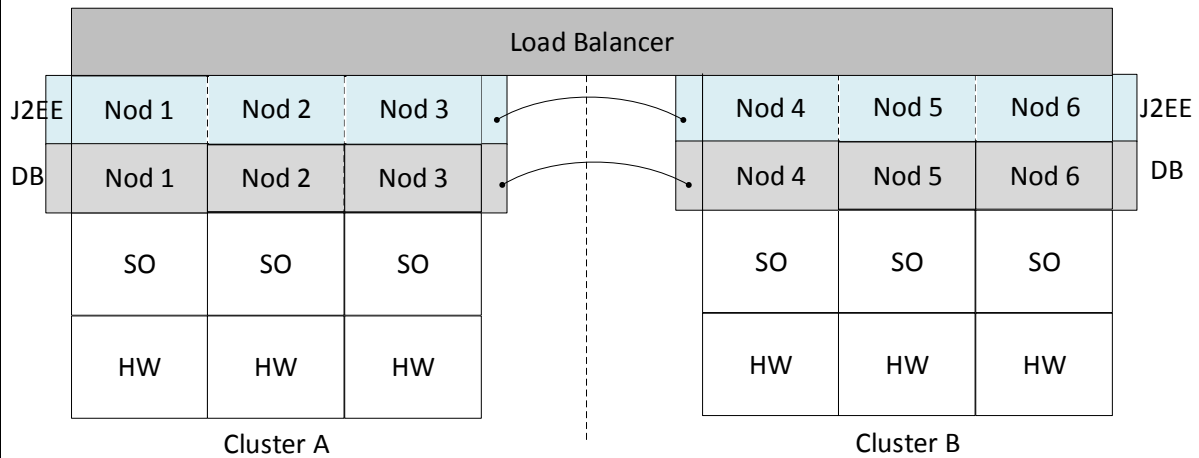 Load Balancer
J2EE Nod 1 Nod 2 Nod 3 Nod 4 Nod 5 Nod 6 J2EE
DB Nod 1 Nod 2 Nod 3 Nod 4 Nod 5 Nod 6 DB
SO SO SO SO SO SO
HW HW HW HW HW HW
Cluster A Cluster B